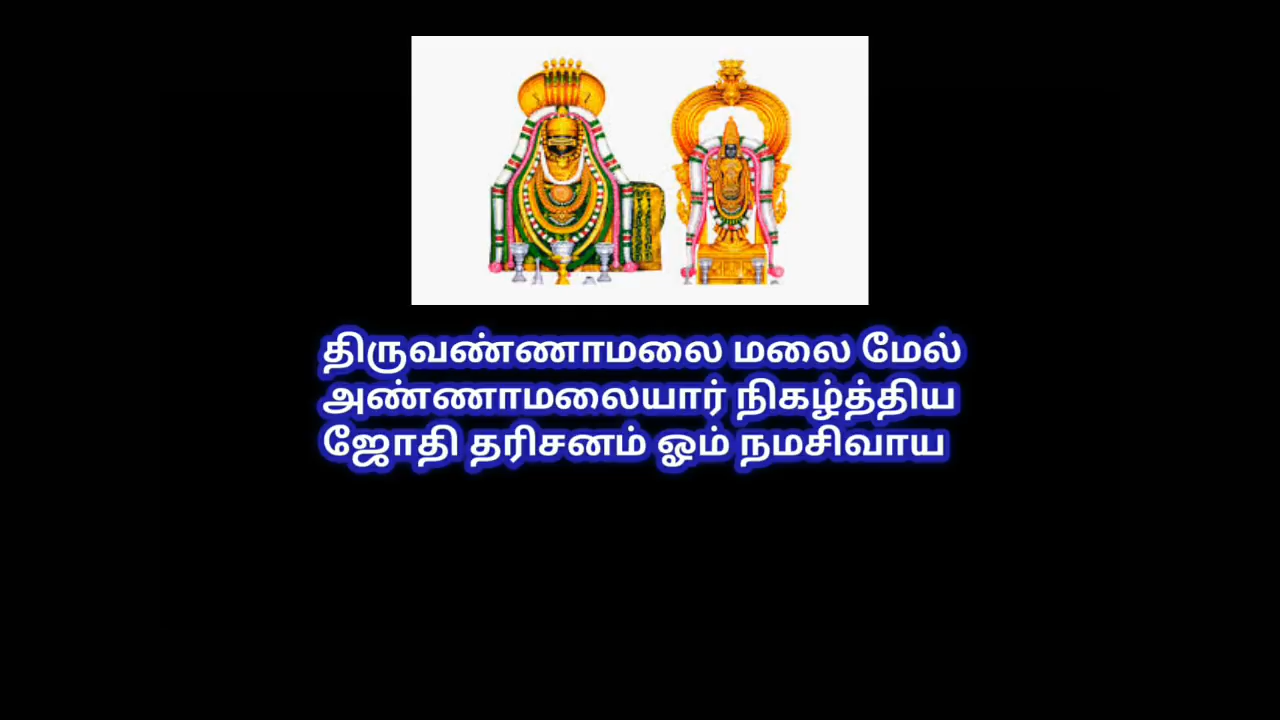 திருவண்ணாமலை மலை மேல்
அண்ணாமலையார் நிகழ்த்திய
ஜோதி தரிசனம் ஓம் நமசிவாய